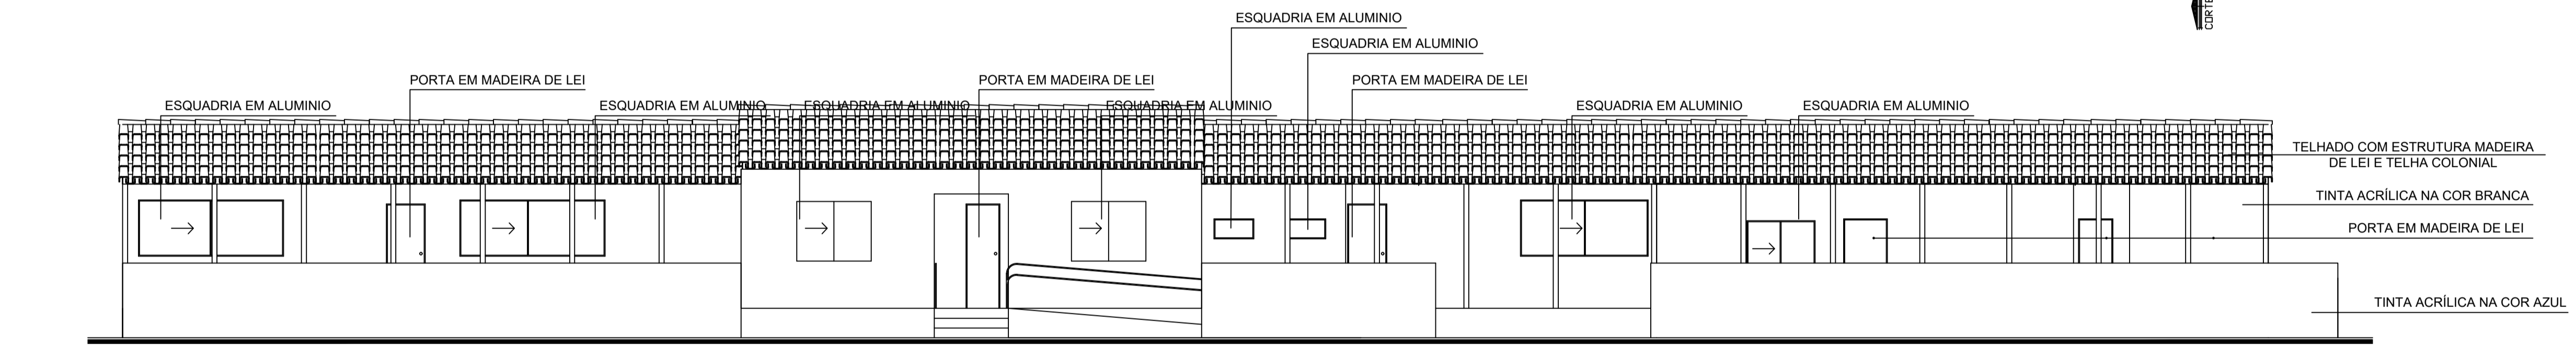 CORTE
ESQUADRIA EM ALUMINIO
ESQUADRIA EM ALUMINIO
PORTA EM MADEIRA DE LEI
PORTA EM MADEIRA DE LEI
PORTA EM MADEIRA DE LEI
ESQUADRIA EM ALUMINIO
ESQUADRIA EM ALUMINIO
ESQUADRIA EM ALUMINIO
ESQUADRIA EM ALUMINIO
ESQUADRIA EM ALUMINIO
ESQUADRIA EM ALUMINIO
TELHADO COM ESTRUTURA MADEIRA
DE LEI E TELHA COLONIAL
TINTA ACRÍLICA NA COR BRANCA
PORTA EM MADEIRA DE LEI
TINTA ACRÍLICA NA COR AZUL